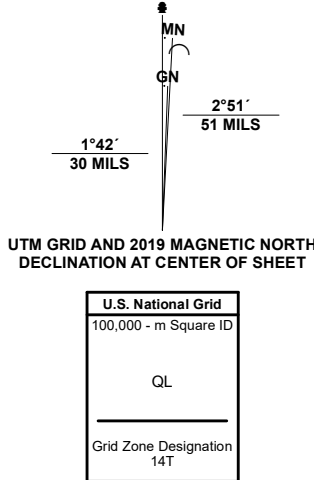 MN
GN
2°51´
51 MILS
1°42´
30 MILS
UTM GRID AND 2019 MAGNETIC NORTH
DECLINATION AT CENTER OF SHEET
U.S. National Grid
100,000 - m Square ID
QL
Grid Zone Designation
14T